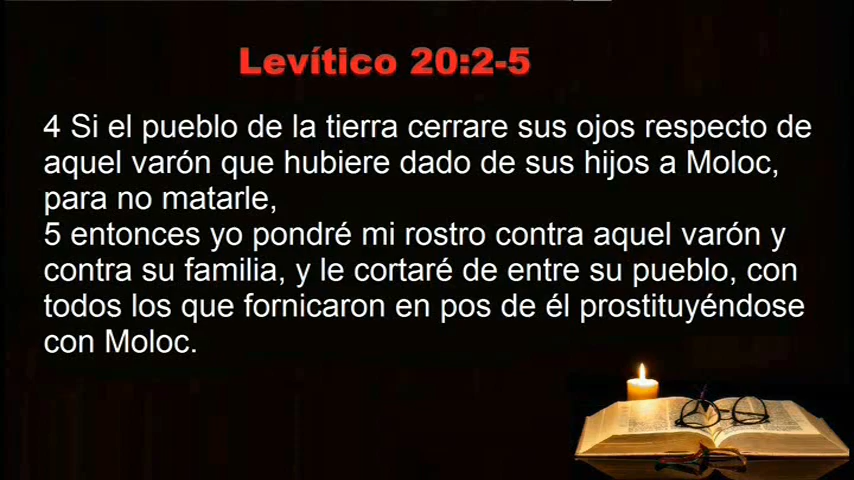 Levítico 20:2-5
4 Si el pueblo de la tierra cerrare sus ojos respecto de
aquel varón que hubiere dado de sus hijos a Moloc,
para no matarle,
5 entonces yo pondré mi rostro contra aquel varón y
contra su familia, y le cortaré de entre su pueblo, con
todos los que fornicaron en pos de él prostituyéndose
con Moloc.